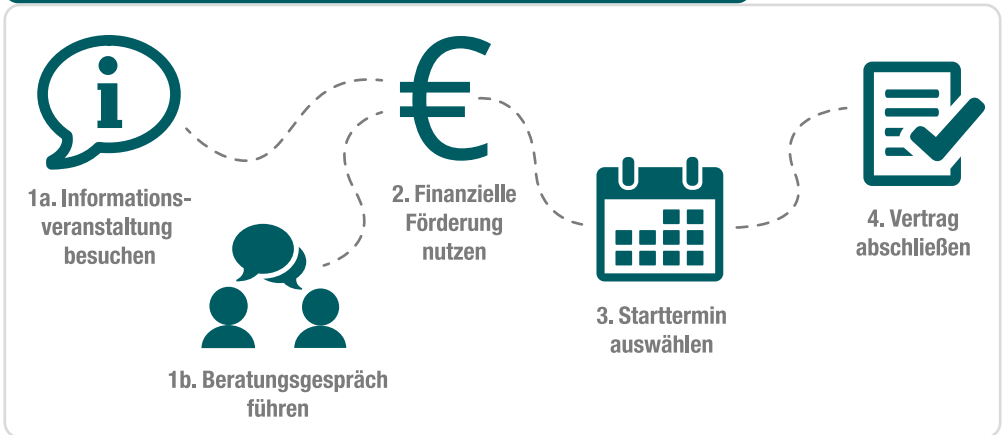 1a. Informations-
veranstaltung
besuchen
1b. Beratungsgespräch
führen
2. Finanzielle
Förderung
nutzen
3. Starttermin
auswählen
4. Vertrag
abschließen